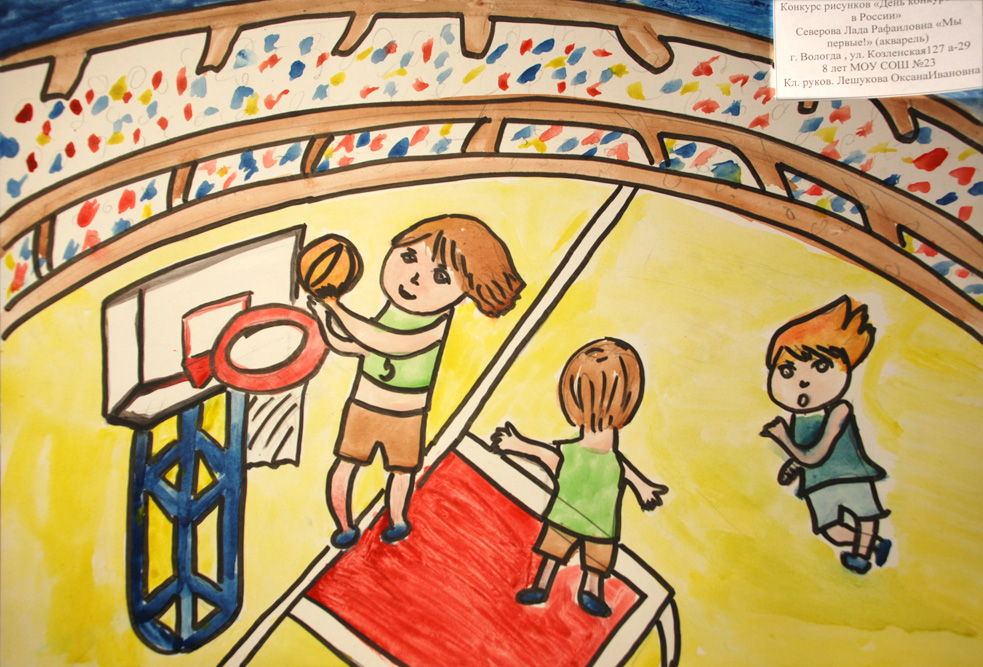 Конкурс рисунков «День конкур
в России»
Северова Лада Рафаиловна «Мы
первые!» (акварель)
г. Вологда , ул. Козленская127 а-29
8 лет МОУ СОШ №23
Кл. руков. Лешукова ОксанаИвановна